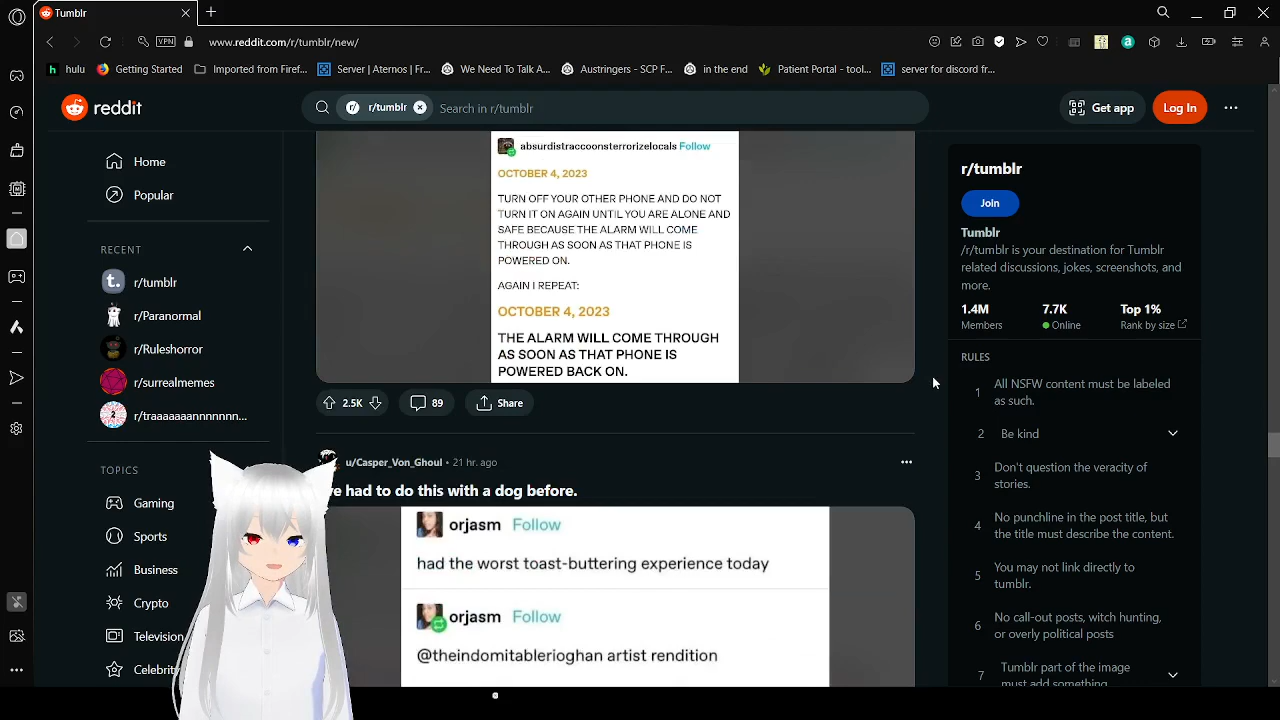 Tumblr
www.reddit.com/r/tumblr/new/
VPN
hulu
Getting Started
Imported from Firef...
Server | Aternos | Fr...
We Need To Talk A...
Austringers - SCP F...
in the end
Patient Portal - tool...
server for discord fr...
reddit
r/ r/tumblr
Search in r/tumblr
Get app
Log In
Home
Popular
RECENT
r/tumblr
r/Paranormal
r/Ruleshorror
r/surrealmemes
r/traaaaaaannnnnnn...
TOPICS
Gaming
Sports
Business
Crypto
Television
Celebrity
absurdistraccoonsterrorizelocals Follow
OCTOBER 4, 2023
TURN OFF YOUR OTHER PHONE AND DO NOT
TURN IT ON AGAIN UNTIL YOU ARE ALONE AND
SAFE BECAUSE THE ALARM WILL COME
THROUGH AS SOON AS THAT PHONE IS
POWERED ON.
AGAIN I REPEAT:
OCTOBER 4, 2023
THE ALARM WILL COME THROUGH
AS SOON AS THAT PHONE IS
POWERED BACK ON.
2.5K
89
Share
u/Casper_Von_Ghoul • 21 hr. ago
've had to do this with a dog before.
orjasm Follow
had the worst toast-buttering experience today
orjasm Follow
@theindomitablerioghan artist rendition
r/tumblr
Join
Tumblr
/r/tumblr is your destination for Tumblr
related discussions, jokes, screenshots, and
more.
1.4M 7.7K Top 1%
Members Online Rank by size
RULES
1 All NSFW content must be labeled
as such.
2 Be kind
3 Don't question the veracity of
stories.
4 No punchline in the post title, but
the title must describe the content.
5 You may not link directly to
tumblr.
6 No call-out posts, witch hunting,
or overly political posts
7 Tumblr part of the image
must add something